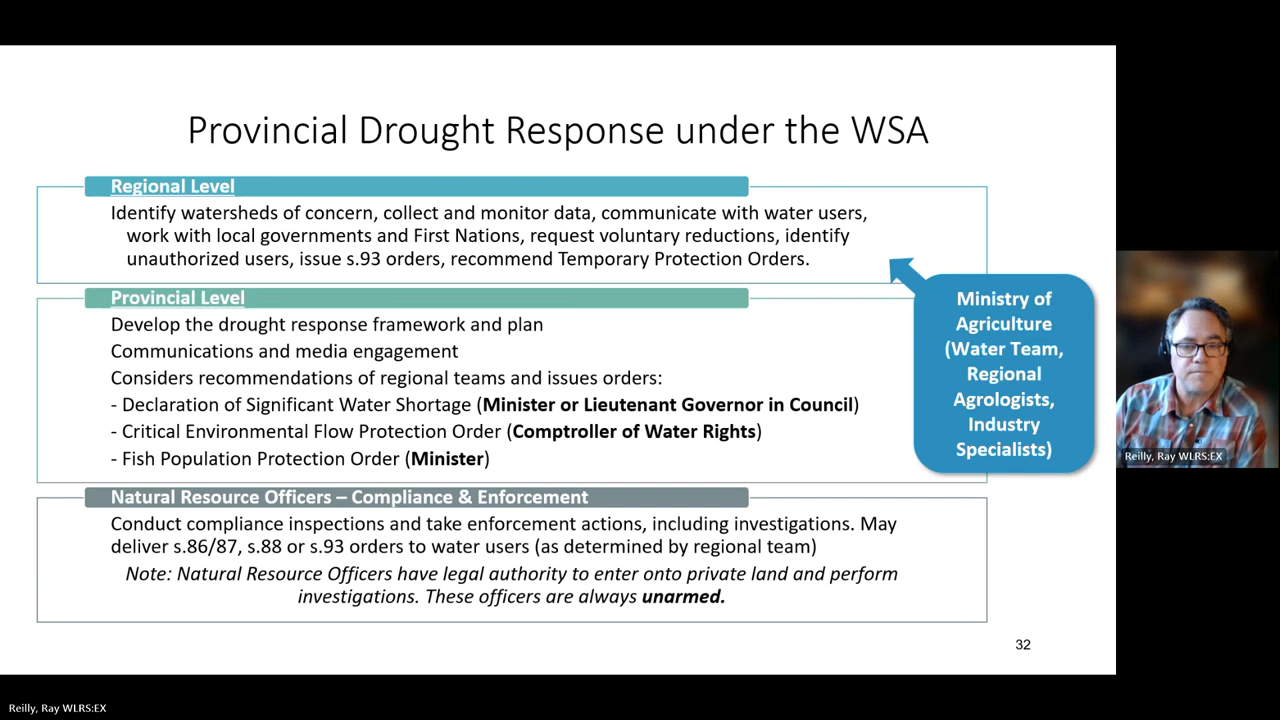 Provincial Drought Response under the WSA
Regional Level
Identify watersheds of concern, collect and monitor data, communicate with water users,
work with local governments and First Nations, request voluntary reductions, identify
unauthorized users, issue s.93 orders, recommend Temporary Protection Orders.
Provincial Level
Develop the drought response framework and plan
Communications and media engagement
Considers recommendations of regional teams and issues orders:
- Declaration of Significant Water Shortage (Minister or Lieutenant Governor in Council)
- Critical Environmental Flow Protection Order (Comptroller of Water Rights)
- Fish Population Protection Order (Minister)
Ministry of
Agriculture
(Water Team,
Regional
Agrologists,
Industry
Specialists)
Natural Resource Officers – Compliance & Enforcement
Conduct compliance inspections and take enforcement actions, including investigations. May
deliver s.86/87, s.88 or s.93 orders to water users (as determined by regional team)
Note: Natural Resource Officers have legal authority to enter onto private land and perform
investigations. These officers are always unarmed.
32
Reilly, Ray WLRS:EX
Reilly, Ray WLRS:EX